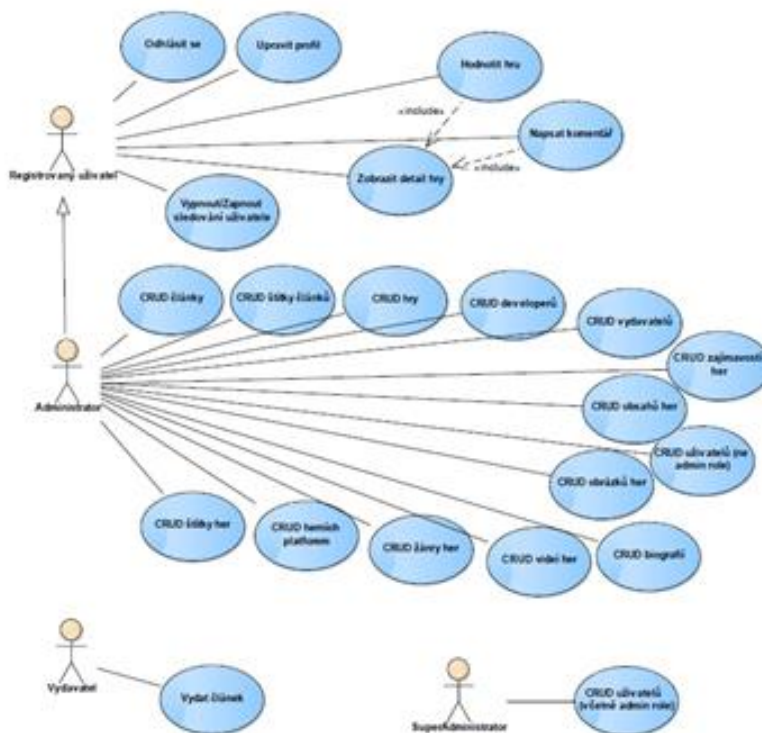 Odhlásit se
Upravit profil
Hodnotit hru
«include»
Napsat komentář
«include»
Registrovaný uživatel
Zobrazit detail hry
Vypnout/Zapnout
sledování uživatele
CRUD články
CRUD štítky článků
CRUD hry
CRUD developerů
CRUD vydavatelů
CRUD zajímavostí
her
Administrator
CRUD obsahů her
CRUD uživatelů (ne
admin role)
CRUD obrázků her
CRUD štítky her
CRUD herních
platforem
CRUD žánry her
CRUD videí her
CRUD biografií
Vydavatel
Vydat článek
SuperAdministrator
CRUD uživatelů
(včetně admin role)